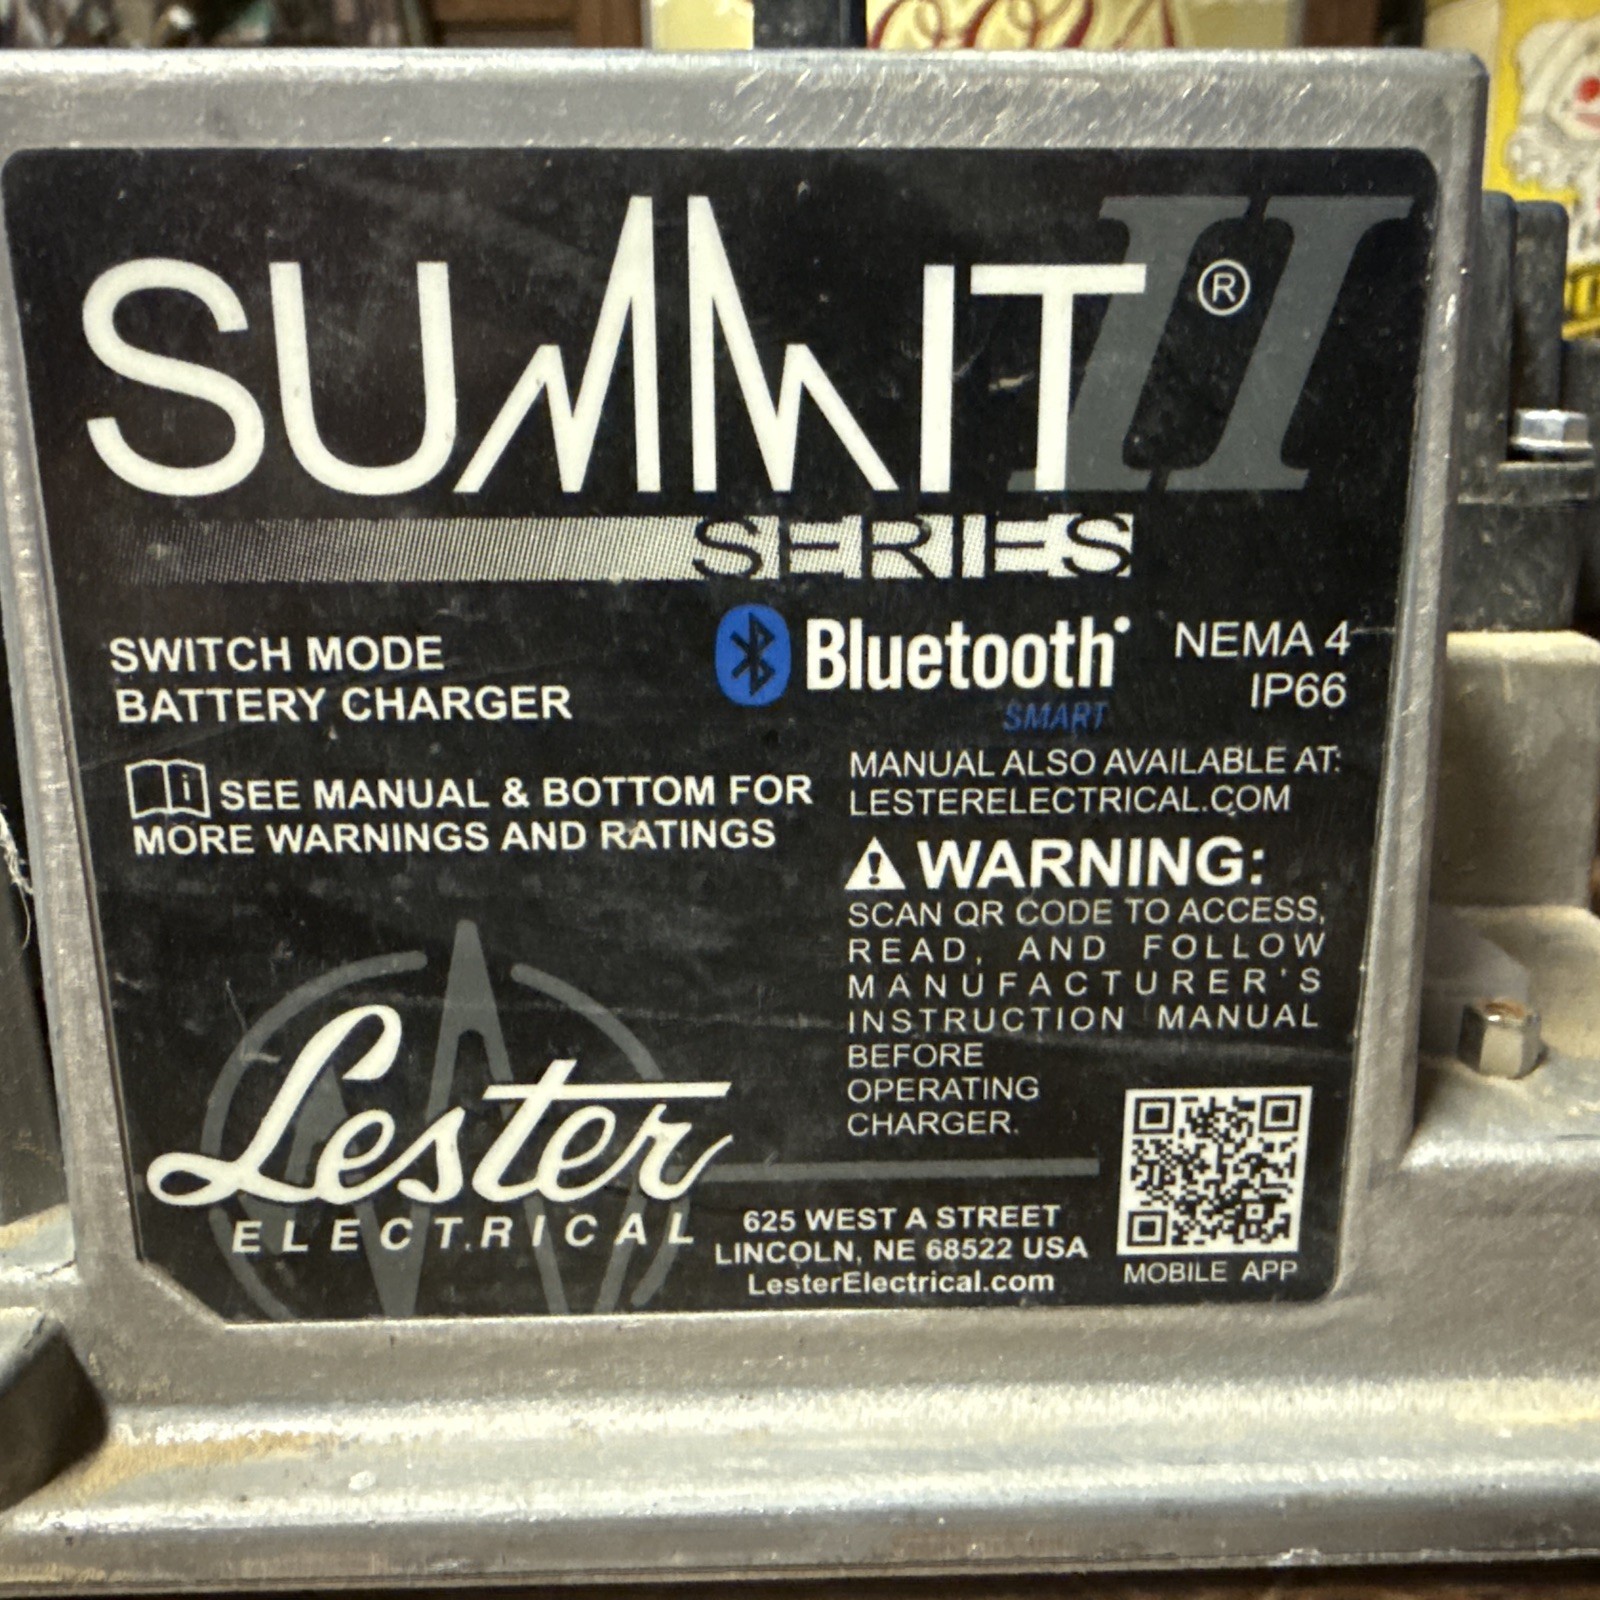 SUMMIT II ®
SERIES
SWITCH MODE
BATTERY CHARGER
Bluetooth
SMART
NEMA 4
IP66
SEE MANUAL & BOTTOM FOR
MORE WARNINGS AND RATINGS
MANUAL ALSO AVAILABLE AT:
LESTERELECTRICAL.COM
WARNING:
SCAN QR CODE TO ACCESS,
READ, AND FOLLOW
MANUFACTURER'S
INSTRUCTION MANUAL
BEFORE
OPERATING
CHARGER.
Lester
ELECTRICAL
625 WEST A STREET
LINCOLN, NE 68522 USA
LesterElectrical.com
MOBILE APP